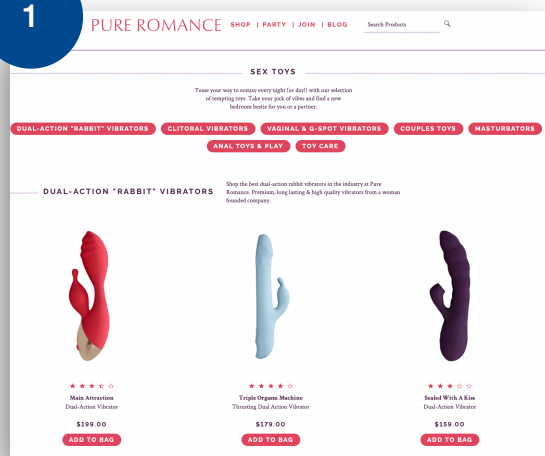 1
PURE ROMANCE SHOP | PARTY | JOIN | BLOG Search Products
SEX TOYS
Tease your way to ecstasy every night (or day!) with our selection
of tempting toys. Take your pick of vibes and find a new
bedroom bestie for you or a partner.
DUAL-ACTION "RABBIT" VIBRATORS CLITORAL VIBRATORS VAGINAL & G-SPOT VIBRATORS COUPLES TOYS MASTURBATORS
ANAL TOYS & PLAY TOY CARE
DUAL-ACTION "RABBIT" VIBRATORS
Shop the best dual-action rabbit vibrators in the industry at Pure
Romance. Premium, long lasting & high quality vibrators from a woman
founded company.
Main Attraction Triple Orgasm Machine Sealed With A Kiss
Dual-Action Vibrator Thrusting Dual Action Vibrator Dual-Action Vibrator
$199.00 $179.00 $159.00
ADD TO BAG ADD TO BAG ADD TO BAG